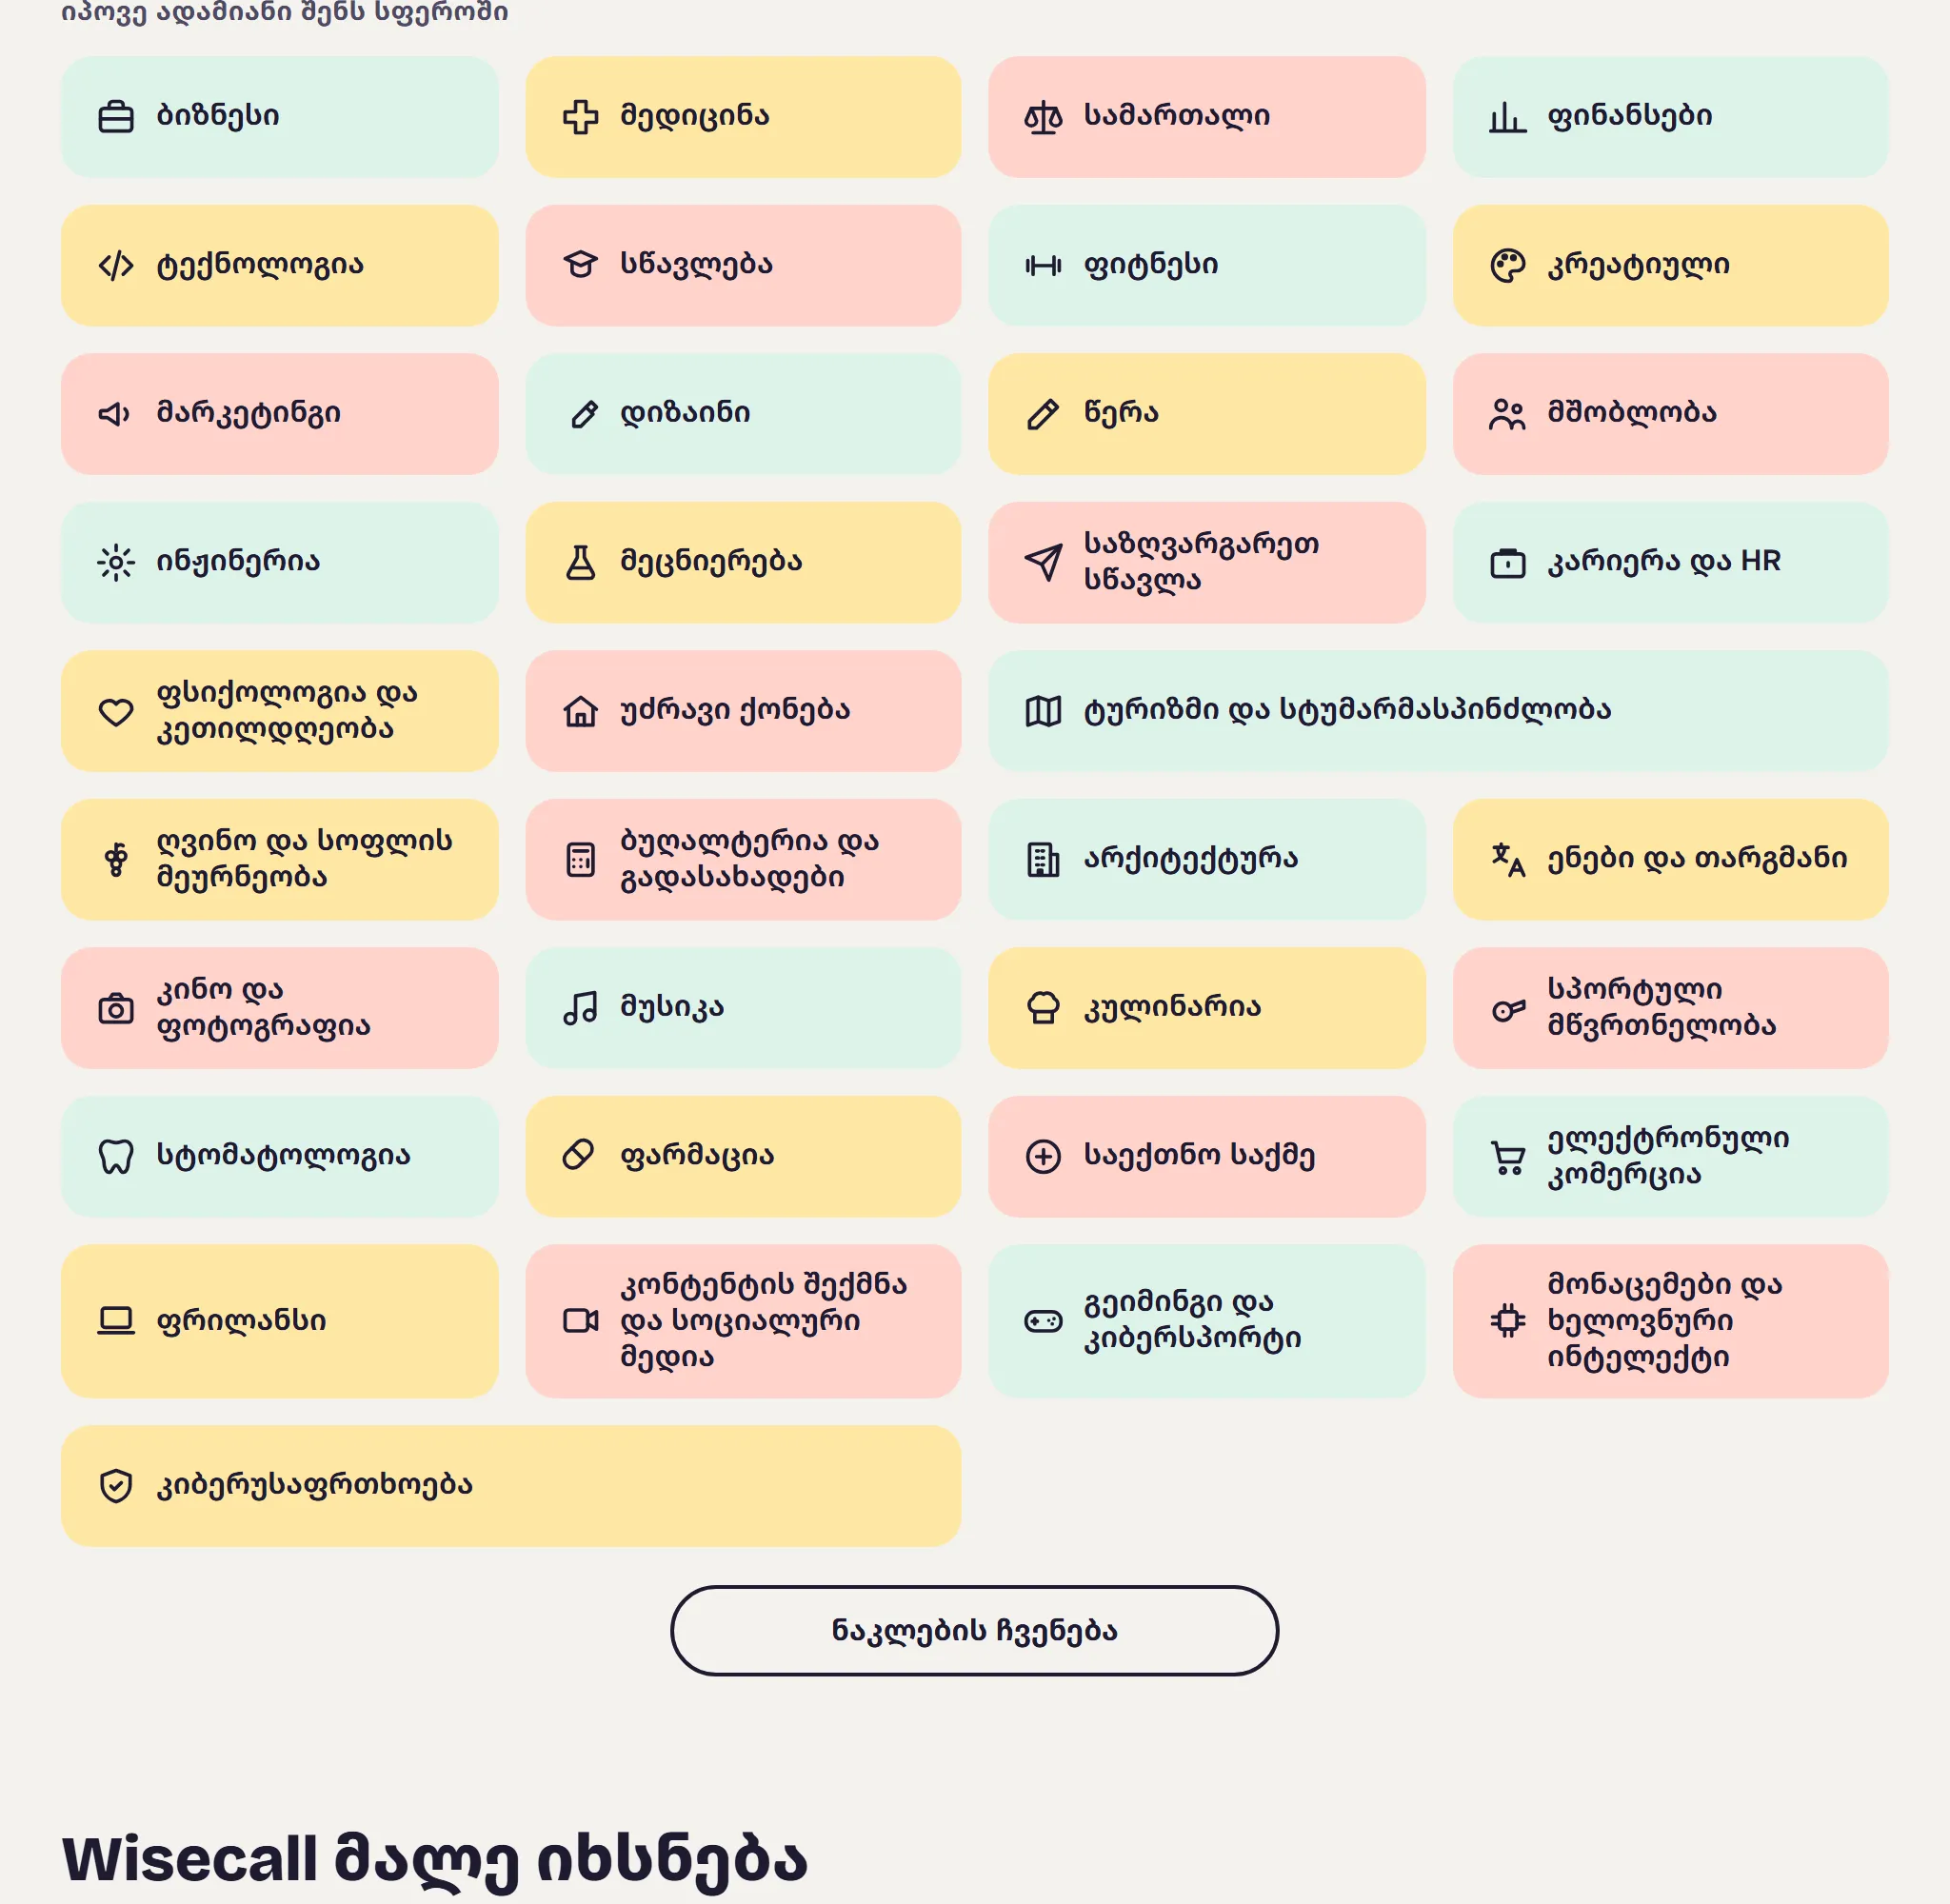 იპოვე ადამიანი შენს სფეროში
ბიზნესი
მედიცინა
სამართალი
ფინანსები
ტექნოლოგია
სწავლება
ფიტნესი
კრეატიული
მარკეტინგი
დიზაინი
წერა
მშობლობა
ინჟინერია
მეცნიერება
საზღვარგარეთ
სწავლა
კარიერა და HR
ფსიქოლოგია და
კეთილდღეობა
უძრავი ქონება
ტურიზმი და სტუმარმასპინძლობა
ღვინო და სოფლის
მეურნეობა
ბუღალტერია და
გადასახადები
არქიტექტურა
ენები და თარგმანი
კინო და
ფოტოგრაფია
მუსიკა
კულინარია
სპორტული
მწვრთნელობა
სტომატოლოგია
ფარმაცია
საექთნო საქმე
ელექტრონული
კომერცია
ფრილანსი
კონტენტის შექმნა
და სოციალური
მედია
გეიმინგი და
კიბერსპორტი
მონაცემები და
ხელოვნური
ინტელექტი
კიბერუსაფრთხოება
ნაკლების ჩვენება
Wisecall მალე იხსნება